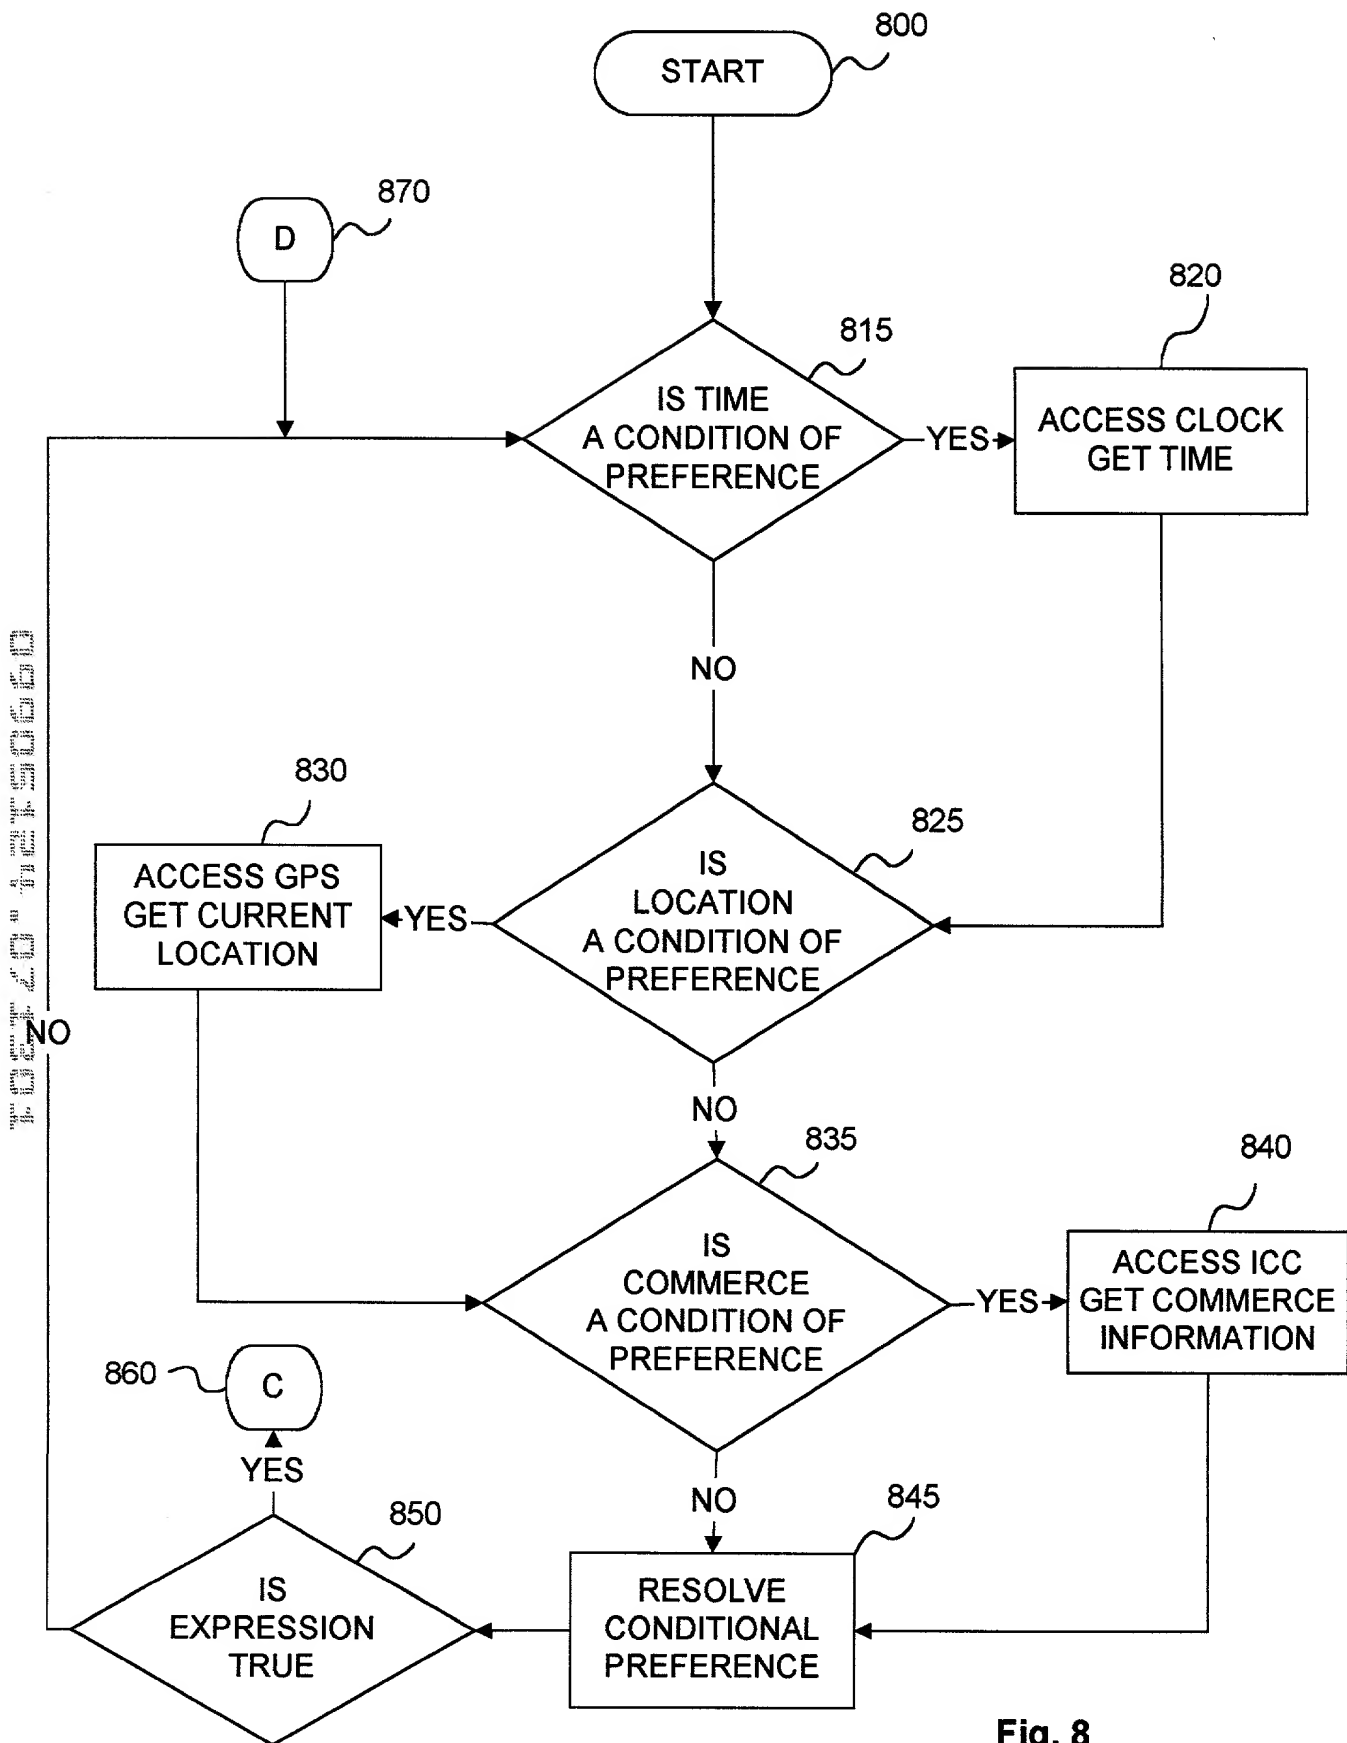 800
START
870
D
820
815
IS TIME
A CONDITION OF
PREFERENCE
YES
ACCESS CLOCK
GET TIME
NO
830
825
ACCESS GPS
GET CURRENT
LOCATION
YES
IS
LOCATION
A CONDITION OF
PREFERENCE
NO
NO
835
840
IS
COMMERCE
A CONDITION OF
PREFERENCE
YES
ACCESS ICC
GET COMMERCE
INFORMATION
860
C
YES
NO
845
850
IS
EXPRESSION
TRUE
RESOLVE
CONDITIONAL
PREFERENCE
Fig. 8